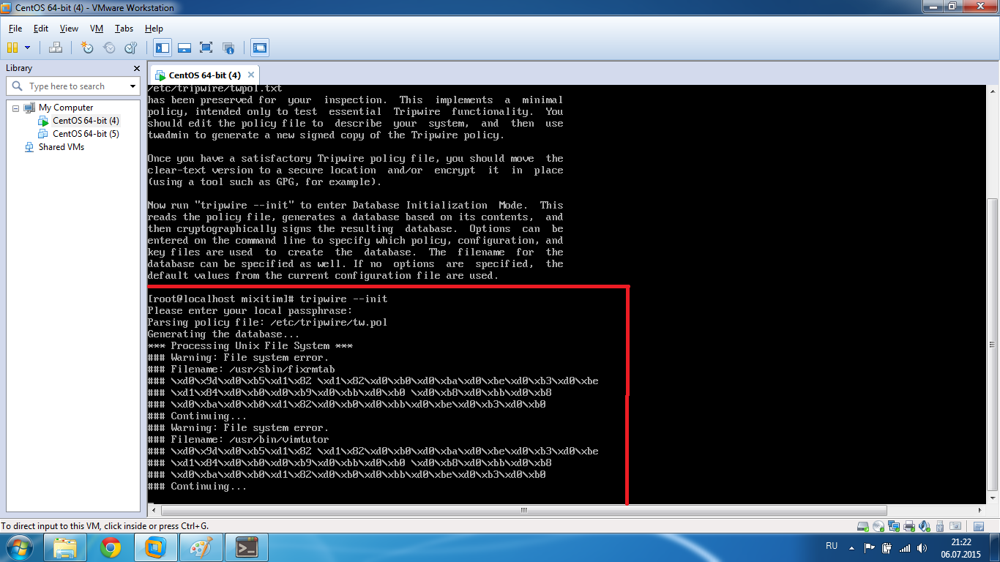 CentOS 64-bit (4) - VMware Workstation
File Edit View VM Tabs Help
Library
Type here to search
My Computer
CentOS 64-bit (4)
CentOS 64-bit (5)
Shared VMs
CentOS 64-bit (4)
/etc/tripwire/twpol.txt
has been preserved for your inspection. This implements a minimal
policy, intended only to test essential Tripwire functionality. You
should edit the policy file to describe your system, and then use
twadmin to generate a new signed copy of the Tripwire policy.
Once you have a satisfactory Tripwire policy file, you should move the
clear-text version to a secure location and/or encrypt it in place
(using a tool such as GPG, for example).
Now run "tripwire --init" to enter Database Initialization Mode. This
reads the policy file, generates a database based on its contents, and
then cryptographically signs the resulting database. Options can be
entered on the command line to specify which policy, configuration, and
key files are used to create the database. The filename for the
database can be specified as well. If no options are specified, the
default values from the current configuration file are used.
[root@localhost mixitim]# tripwire --init
Please enter your local passphrase:
Parsing policy file: /etc/tripwire/tw.pol
Generating the database...
*** Processing Unix File System ***
### Warning: File system error.
### Filename: /usr/sbin/fixrmtab
### \xd0\x9d\xd0\xb5\xd1\x82 \xd1\x82\xd0\xb0\xd0\xba\xd0\xbe\xd0\xb3\xd0\xbe
### \xd1\x84\xd0\xb0\xd0\xb9\xd0\xbb\xd0\xb0 \xd0\xb8\xd0\xbb\xd0\xb8
### \xd0\xba\xd0\xb0\xd1\x82\xd0\xb0\xd0\xbb\xd0\xbe\xd0\xb3\xd0\xb0
### Continuing...
### Warning: File system error.
### Filename: /usr/bin/vimtutor
### \xd0\x9d\xd0\xb5\xd1\x82 \xd1\x82\xd0\xb0\xd0\xba\xd0\xbe\xd0\xb3\xd0\xbe
### \xd1\x84\xd0\xb0\xd0\xb9\xd0\xbb\xd0\xb0 \xd0\xb8\xd0\xbb\xd0\xb8
### \xd0\xba\xd0\xb0\xd1\x82\xd0\xb0\xd0\xbb\xd0\xbe\xd0\xb3\xd0\xb0
### Continuing...
To direct input to this VM, click inside or press Ctrl+G.
RU
21:22
06.07.2015